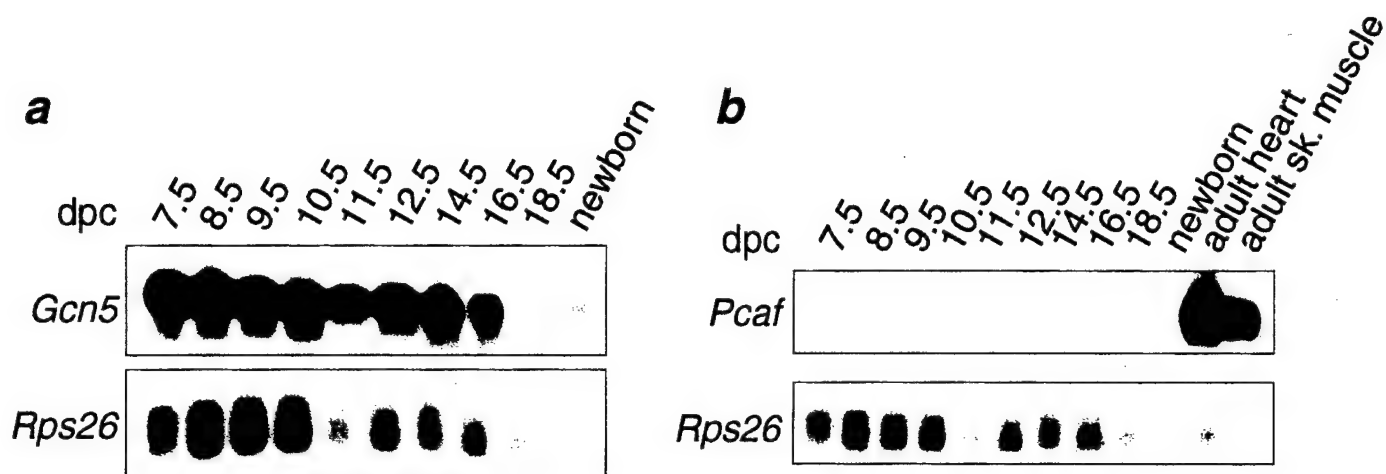 a
dpc 7.5 8.5 9.5 10.5 11.5 12.5 14.5 16.5 18.5 newborn
Gcn5
Rps26
b
dpc 7.5 8.5 9.5 10.5 11.5 12.5 14.5 16.5 18.5 newborn adult heart adult sk. muscle
Pcaf
Rps26